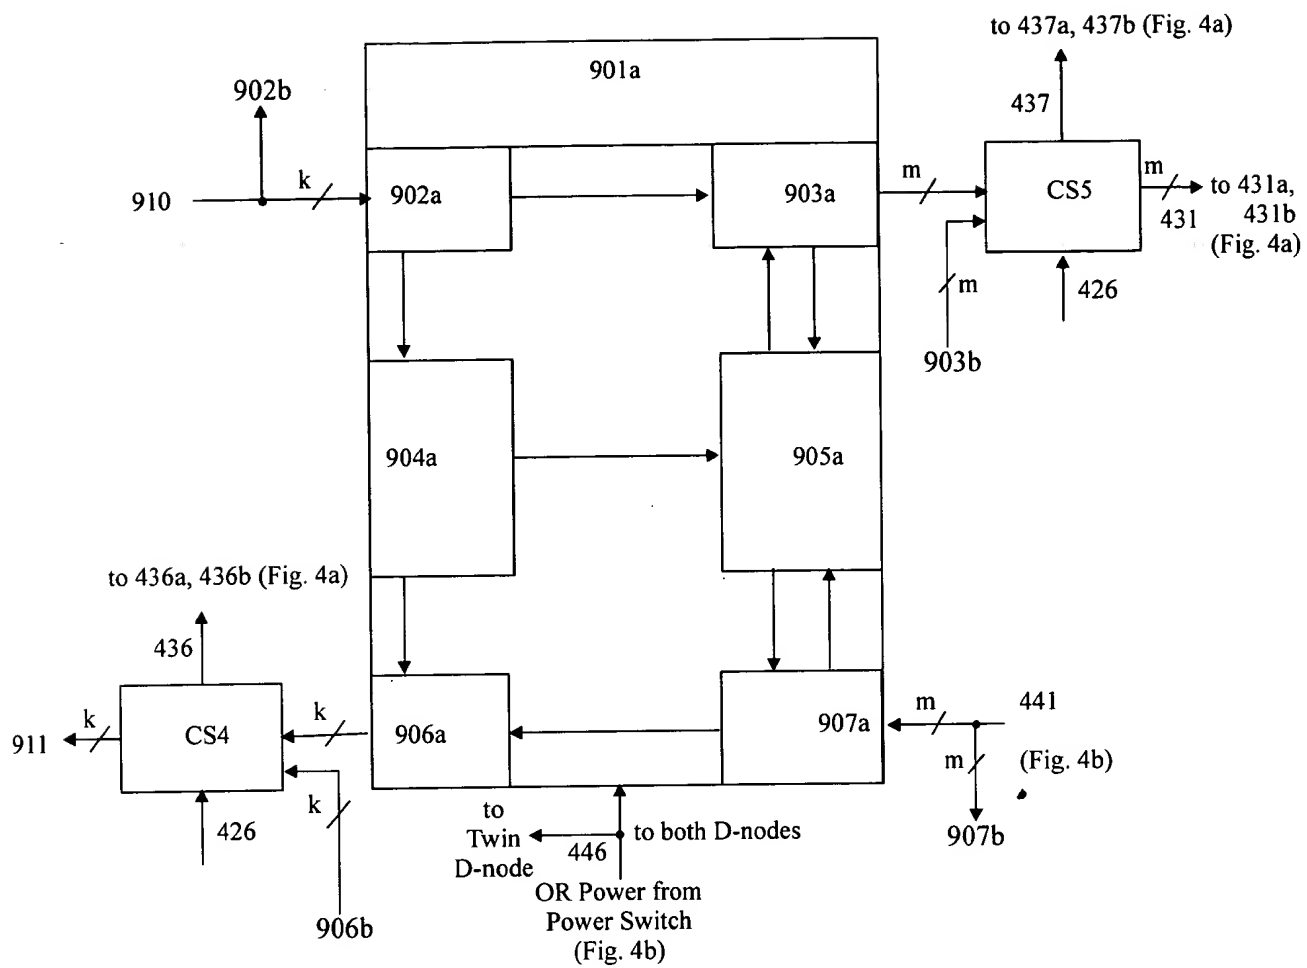 to 437a, 437b (Fig. 4a)
901a
902b
437
k
m
m
910
902a
903a
CS5
to 431a,
431b
(Fig. 4a)
431
426
m
903b
904a
905a
to 436a, 436b (Fig. 4a)
436
k
k
m
441
911
CS4
906a
907a
m
(Fig. 4b)
k
426
to
Twin
D-node
446
to both D-nodes
907b
OR Power from
Power Switch
(Fig. 4b)
906b